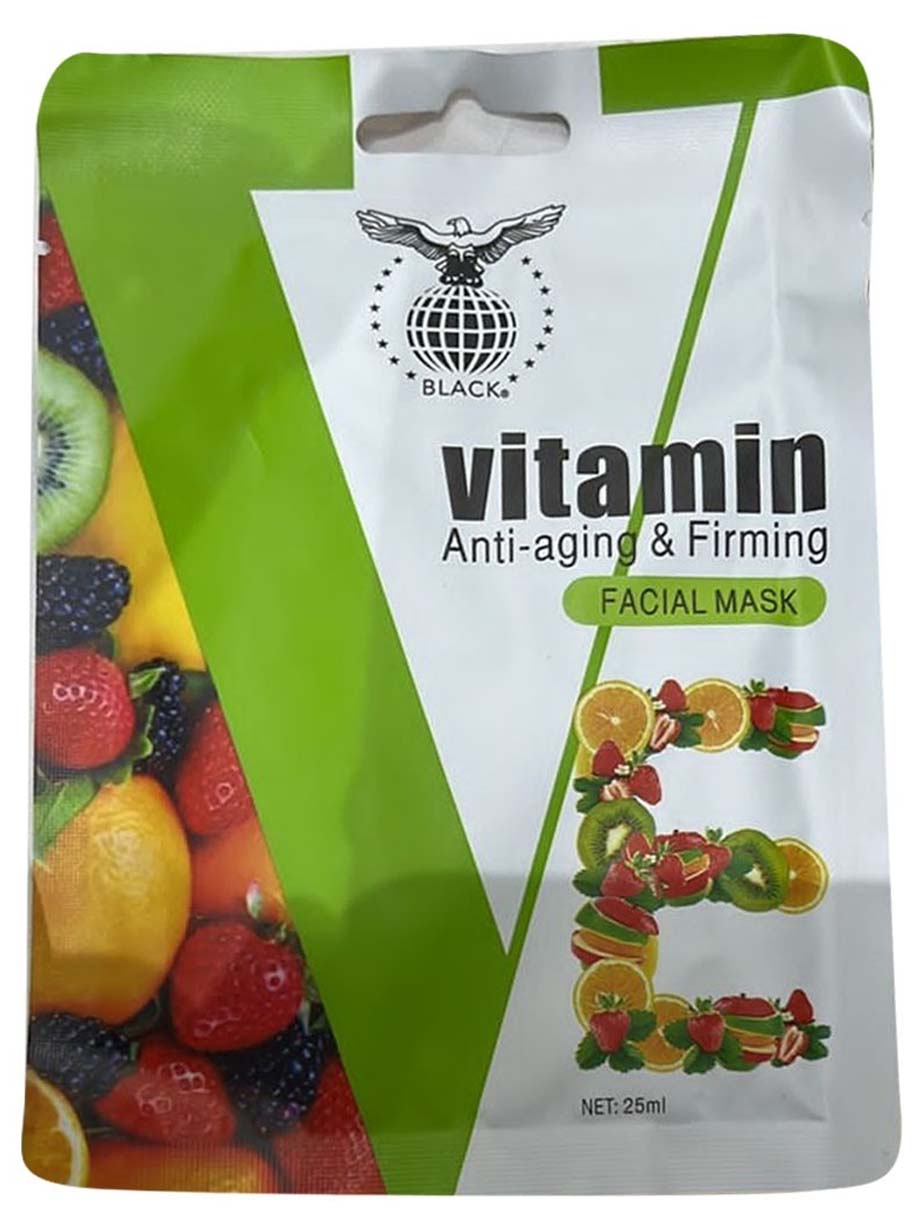 BLACK®
vitamin
Anti-aging & Firming
FACIAL MASK
E
NET: 25ml